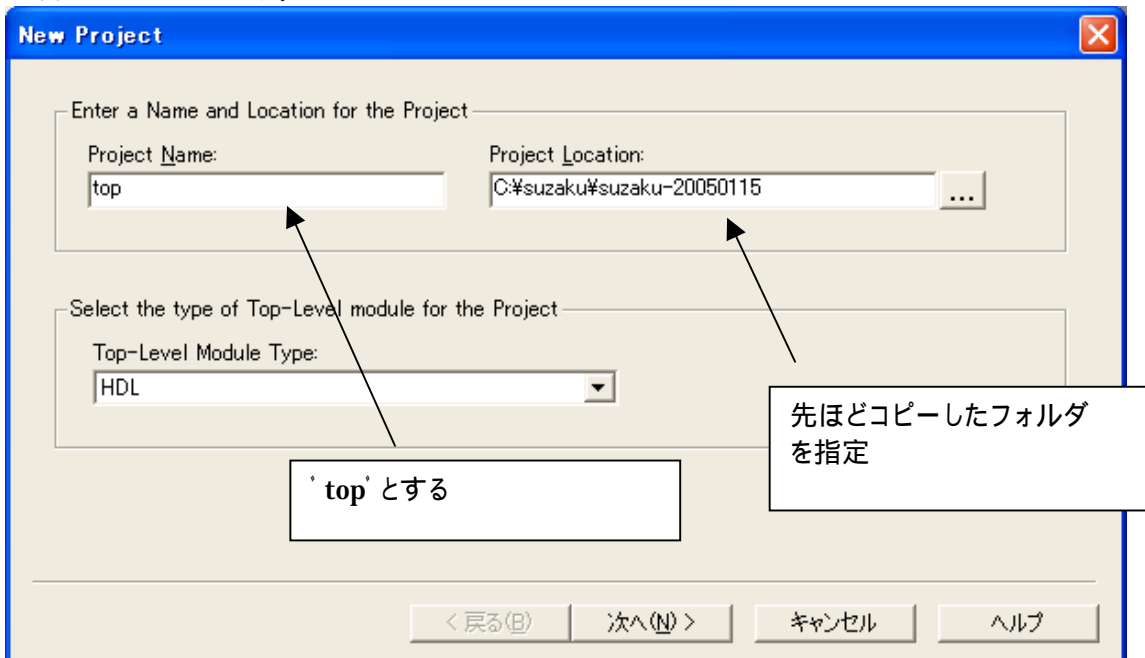 New Project
Enter a Name and Location for the Project
Project Name:
Project Location:
top
C:¥suzaku¥suzaku-20050115
...
Select the type of Top-Level module for the Project
Top-Level Module Type:
HDL
先ほどコピーしたフォルダ
を指定
ﾞtopﾞとする
< 戻る(B)
次へ(N) >
キャンセル
ヘルプ